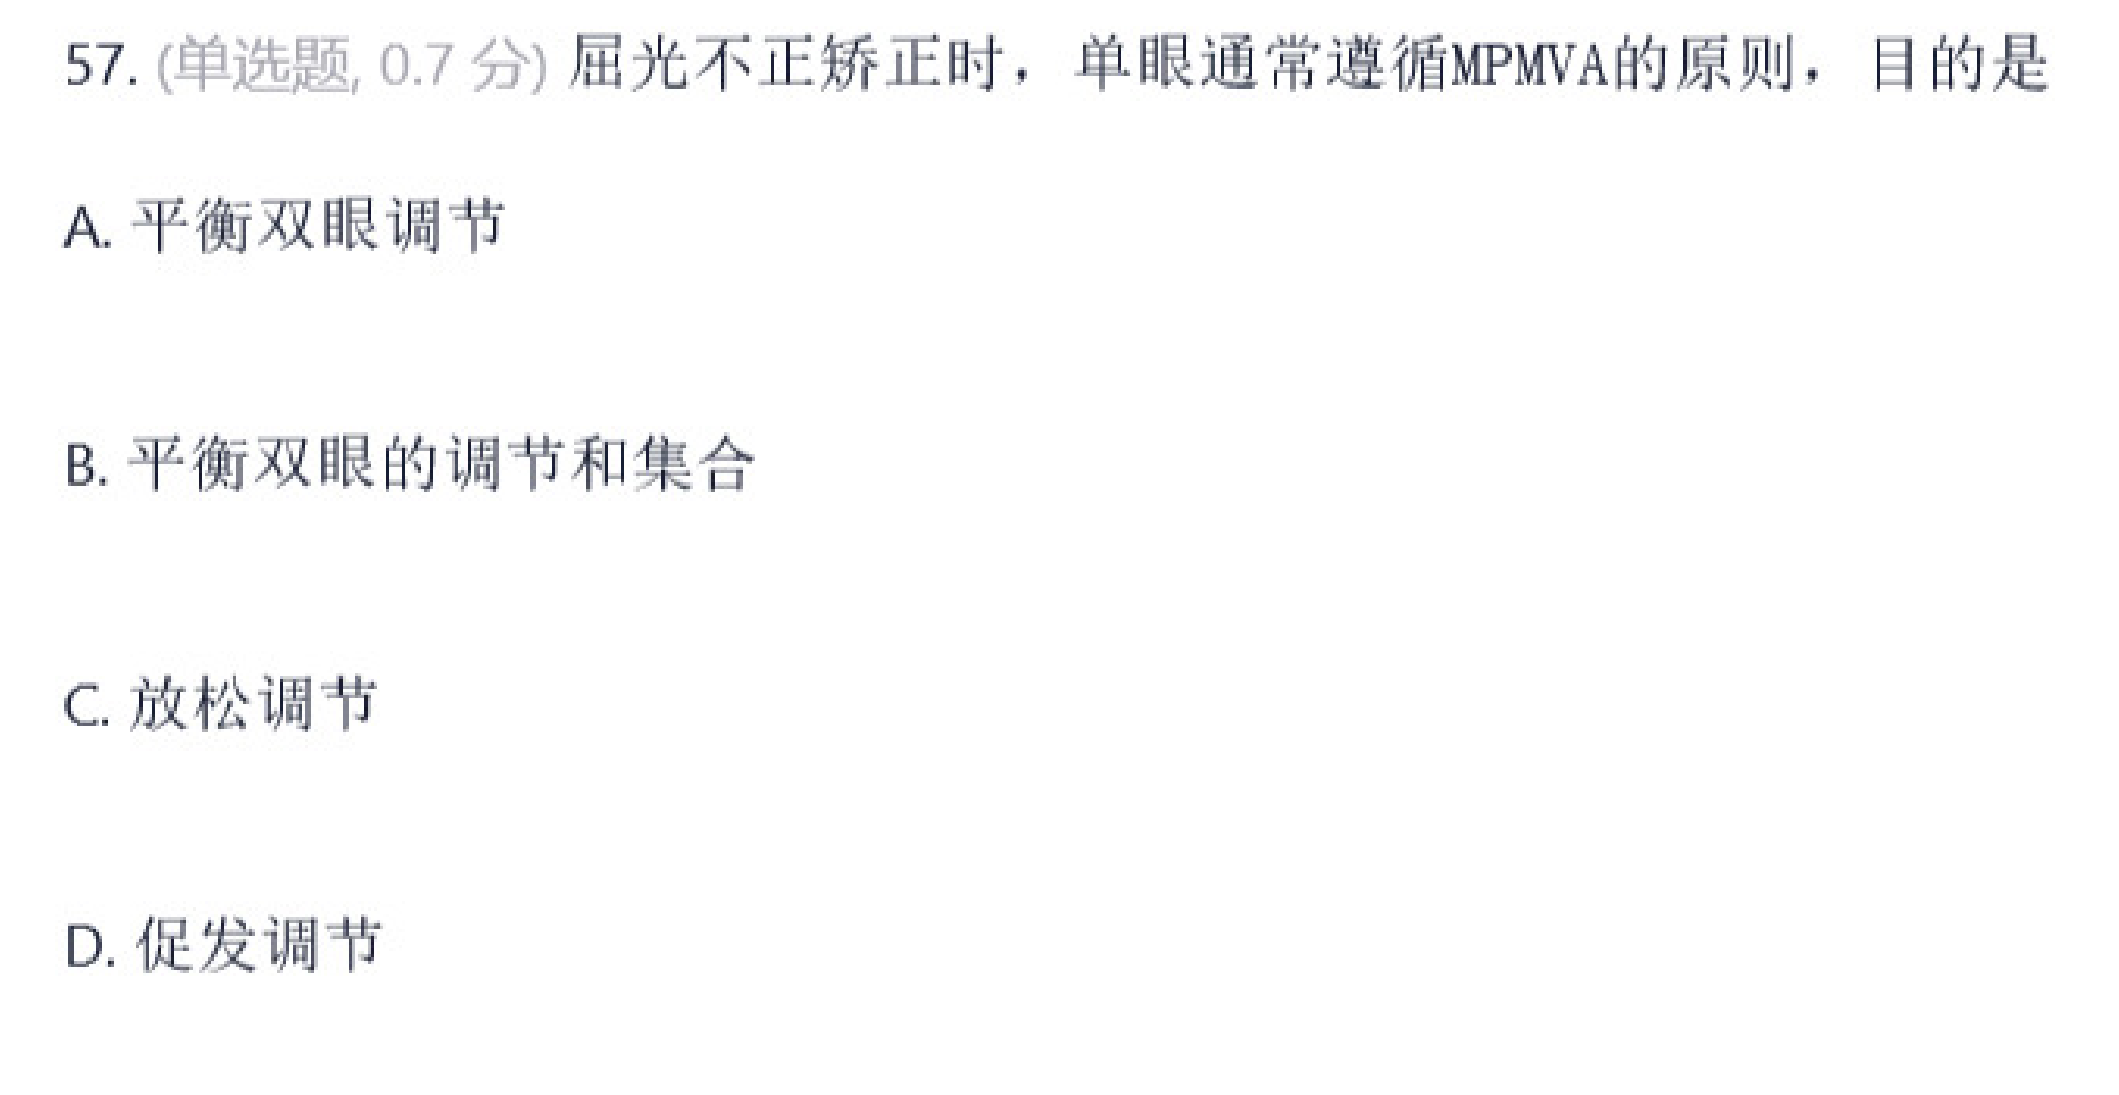 57. (单选题, 0.7 分) 屈光不正矫正时，单眼通常遵循MPMVA的原则，目的是
A. 平衡双眼调节
B. 平衡双眼的调节和集合
C. 放松调节
D. 促发调节